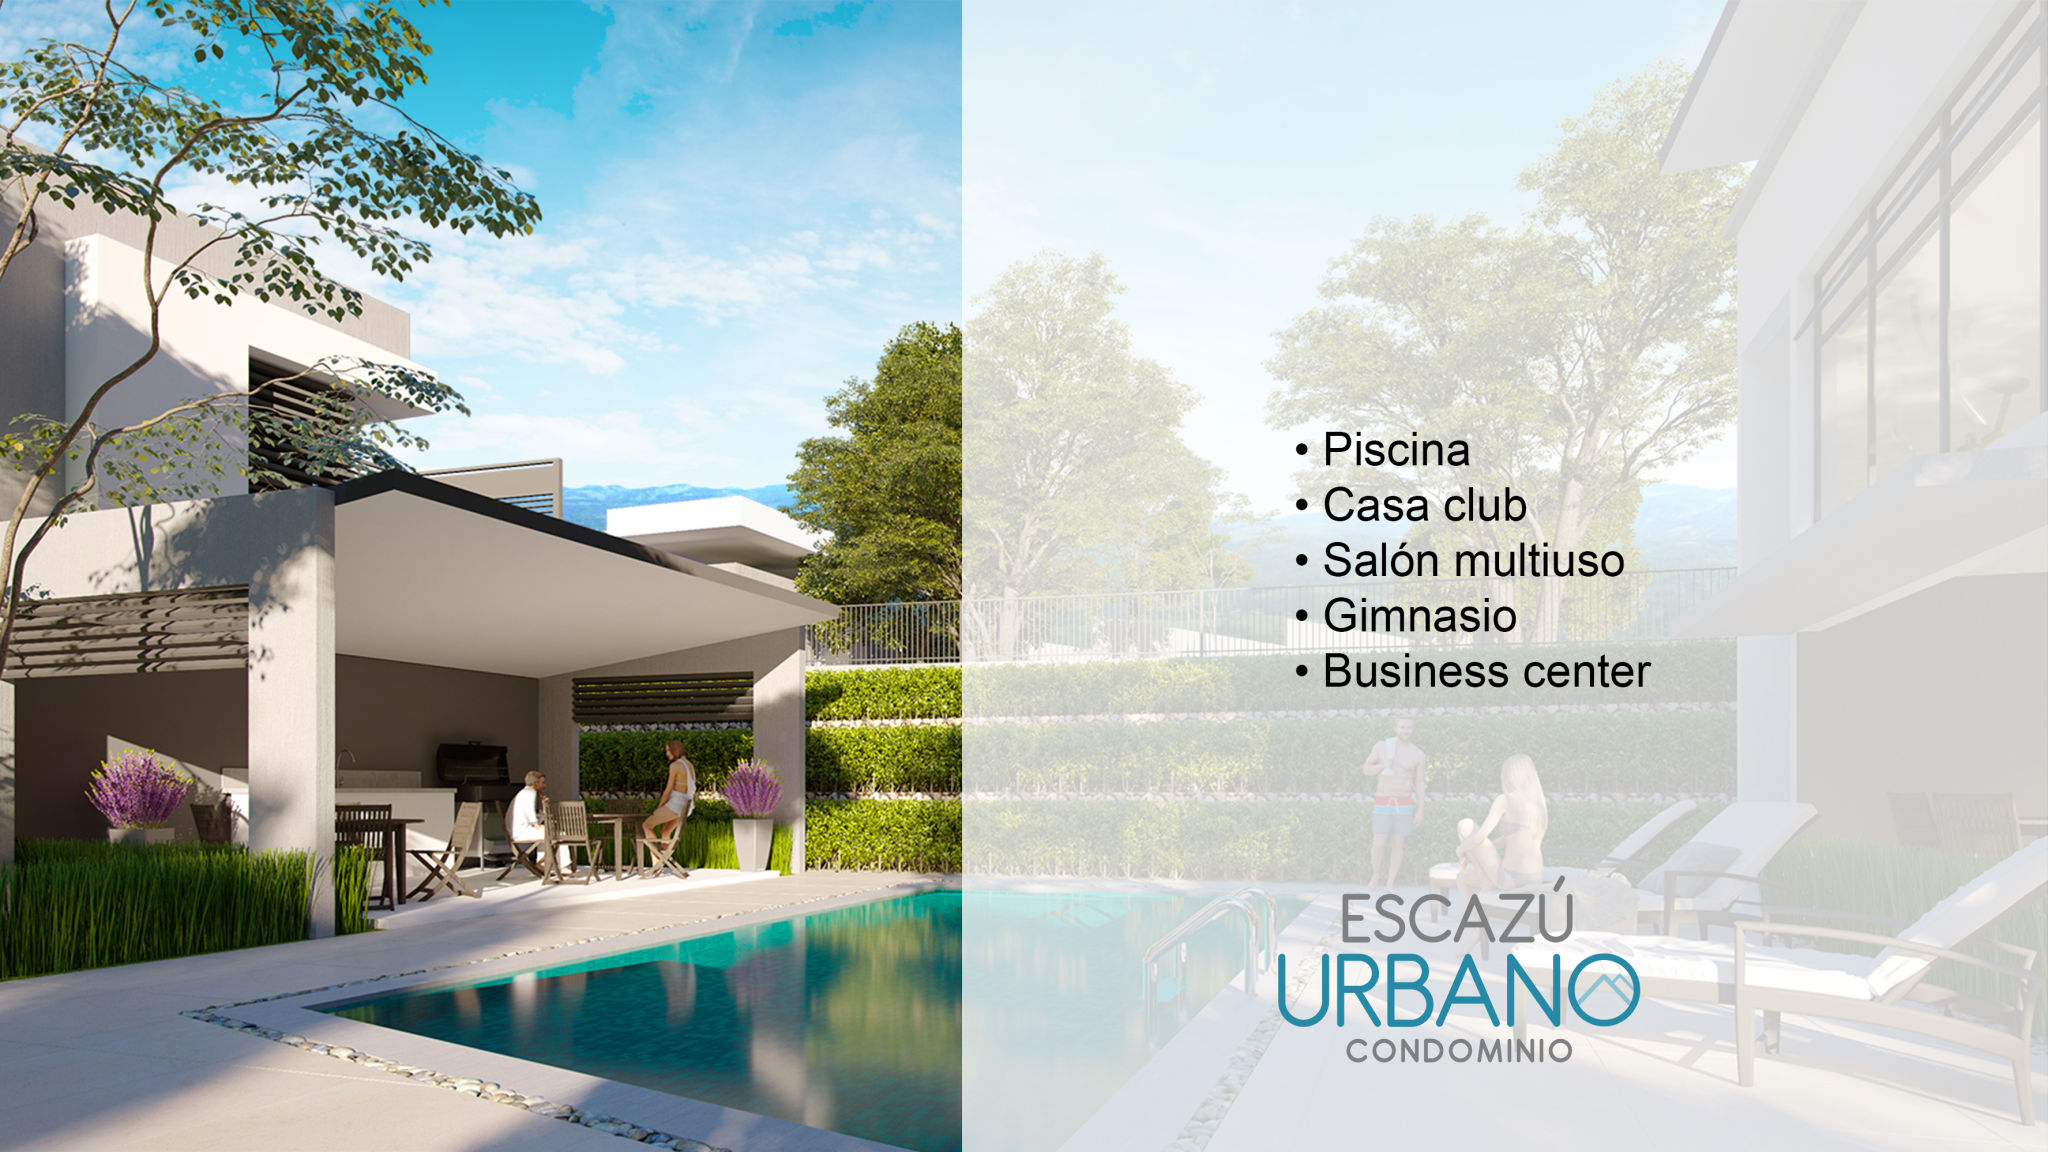 • Piscina
• Casa club
• Salón multiuso
• Gimnasio
• Business center
ESCAZÚ
URBANO
CONDOMINIO